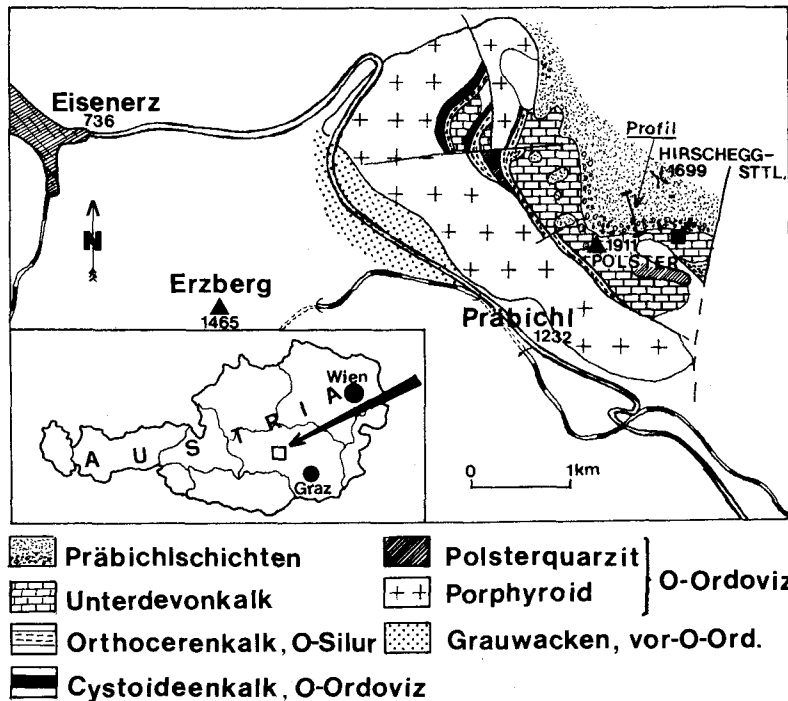 Eisenerz
736
Profil
HIRSCHEGG-
1699 STTL.
N
1911
POLSTER
Erzberg
1465
Präbichl
1232
Wien
AUSTRIA
Graz
0 1km
Präbichlschichten
Unterdevonkalk
Orthocerenkalk, O-Silur
Cystoideenkalk, O-Ordoviz
Polsterquarzit
Porphyroid
O-Ordoviz
Grauwacken, vor-O-Ord.